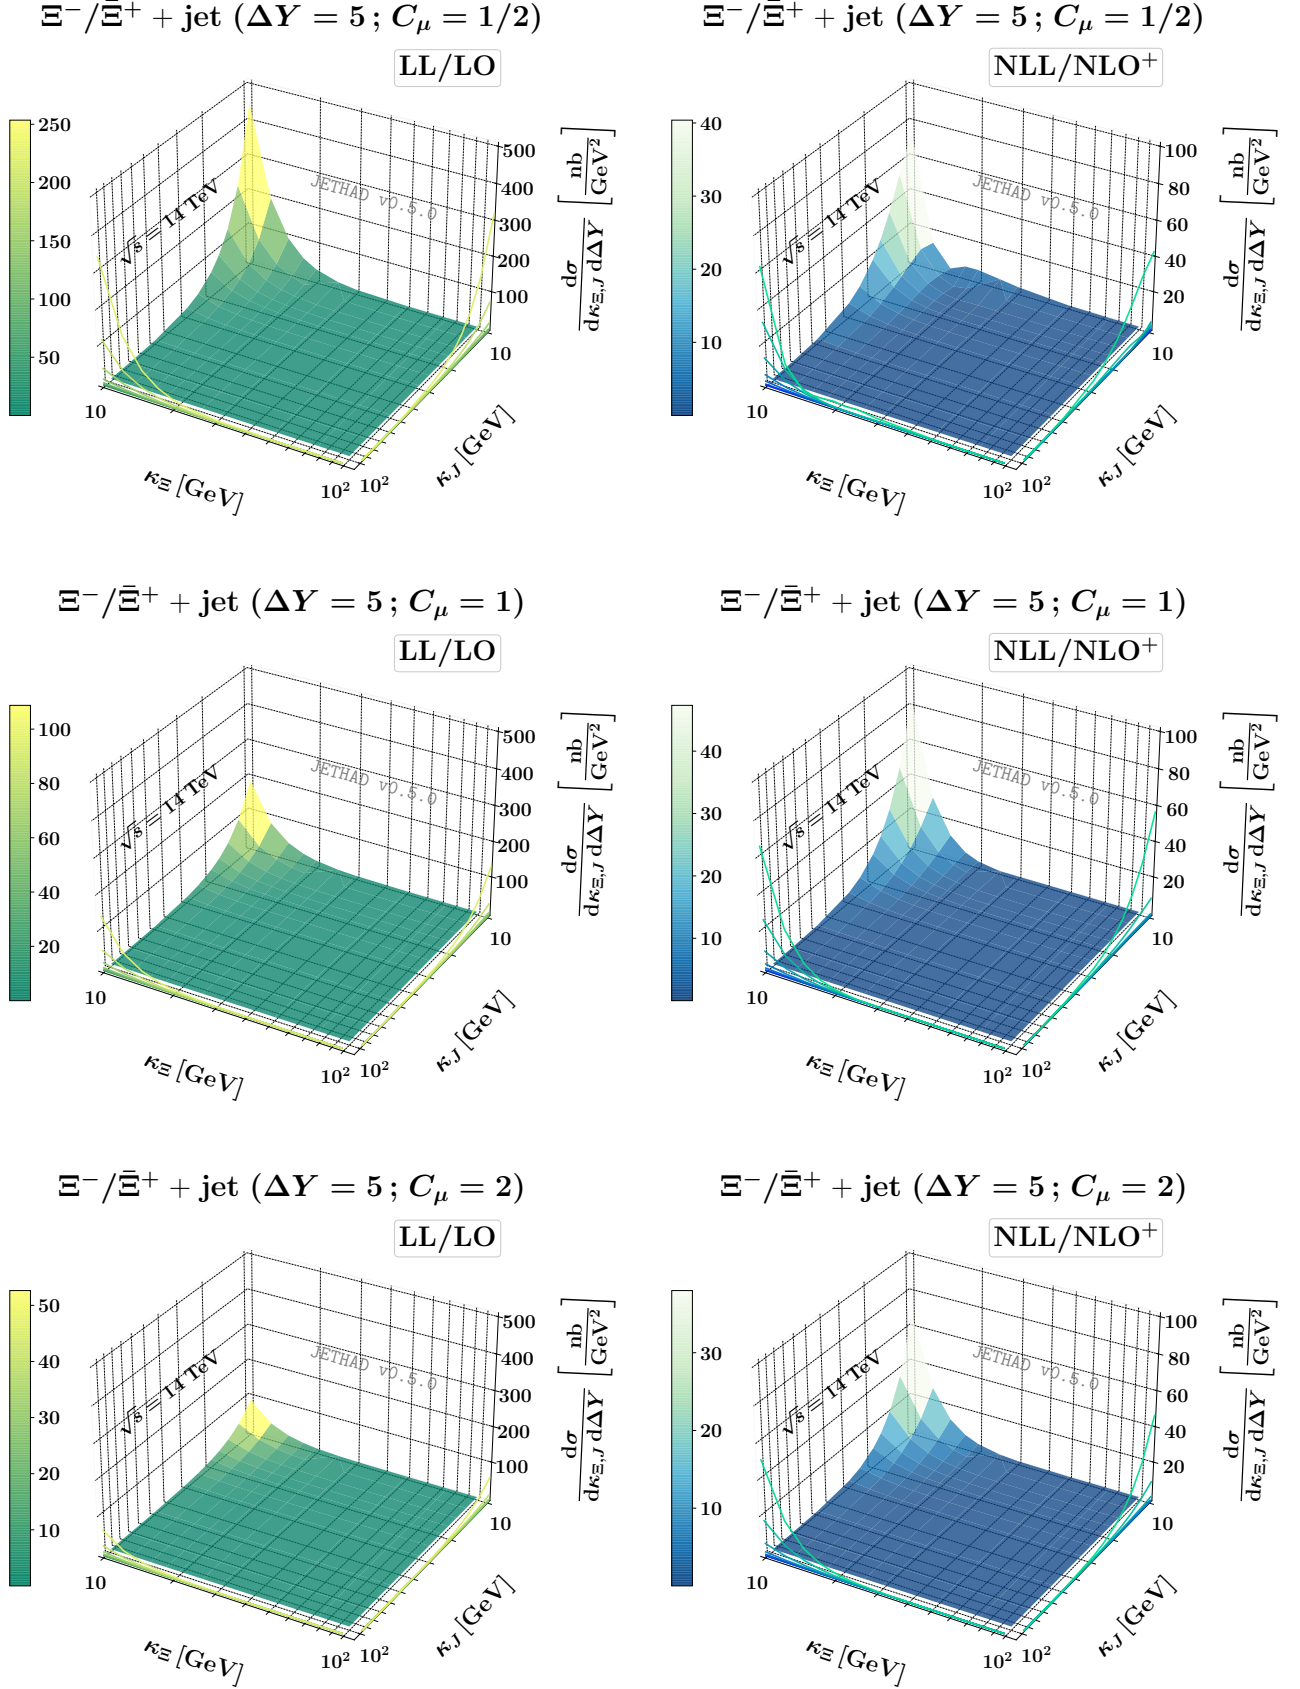 Ξ⁻/Ξ̄⁺ + jet (ΔY = 5 ; C_μ = 1/2)
LL/LO
250
200
150
100
50
√s = 14 TeV
JETHAD v0.5.0
500
400
300
200
100
dσ/dκ_Ξ,J dΔY [nb/GeV²]
10
κ_Ξ [GeV]
10²
10²
κ_J [GeV]
10
Ξ⁻/Ξ̄⁺ + jet (ΔY = 5 ; C_μ = 1/2)
NLL/NLO⁺
40
30
20
10
√s = 14 TeV
JETHAD v0.5.0
100
80
60
40
20
dσ/dκ_Ξ,J dΔY [nb/GeV²]
10
κ_Ξ [GeV]
10²
10²
κ_J [GeV]
10
Ξ⁻/Ξ̄⁺ + jet (ΔY = 5 ; C_μ = 1)
LL/LO
100
80
60
40
20
√s = 14 TeV
JETHAD v0.5.0
500
400
300
200
100
dσ/dκ_Ξ,J dΔY [nb/GeV²]
10
κ_Ξ [GeV]
10²
10²
κ_J [GeV]
10
Ξ⁻/Ξ̄⁺ + jet (ΔY = 5 ; C_μ = 1)
NLL/NLO⁺
40
30
20
10
√s = 14 TeV
JETHAD v0.5.0
100
80
60
40
20
dσ/dκ_Ξ,J dΔY [nb/GeV²]
10
κ_Ξ [GeV]
10²
10²
κ_J [GeV]
10
Ξ⁻/Ξ̄⁺ + jet (ΔY = 5 ; C_μ = 2)
LL/LO
50
40
30
20
10
√s = 14 TeV
JETHAD v0.5.0
500
400
300
200
100
dσ/dκ_Ξ,J dΔY [nb/GeV²]
10
κ_Ξ [GeV]
10²
10²
κ_J [GeV]
10
Ξ⁻/Ξ̄⁺ + jet (ΔY = 5 ; C_μ = 2)
NLL/NLO⁺
30
20
10
√s = 14 TeV
JETHAD v0.5.0
100
80
60
40
20
dσ/dκ_Ξ,J dΔY [nb/GeV²]
10
κ_Ξ [GeV]
10²
10²
κ_J [GeV]
10